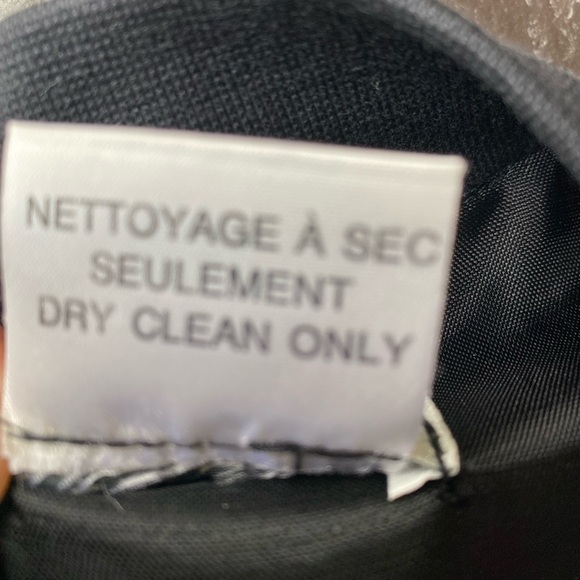 NETTOYAGE À SEC
SEULEMENT
DRY CLEAN ONLY